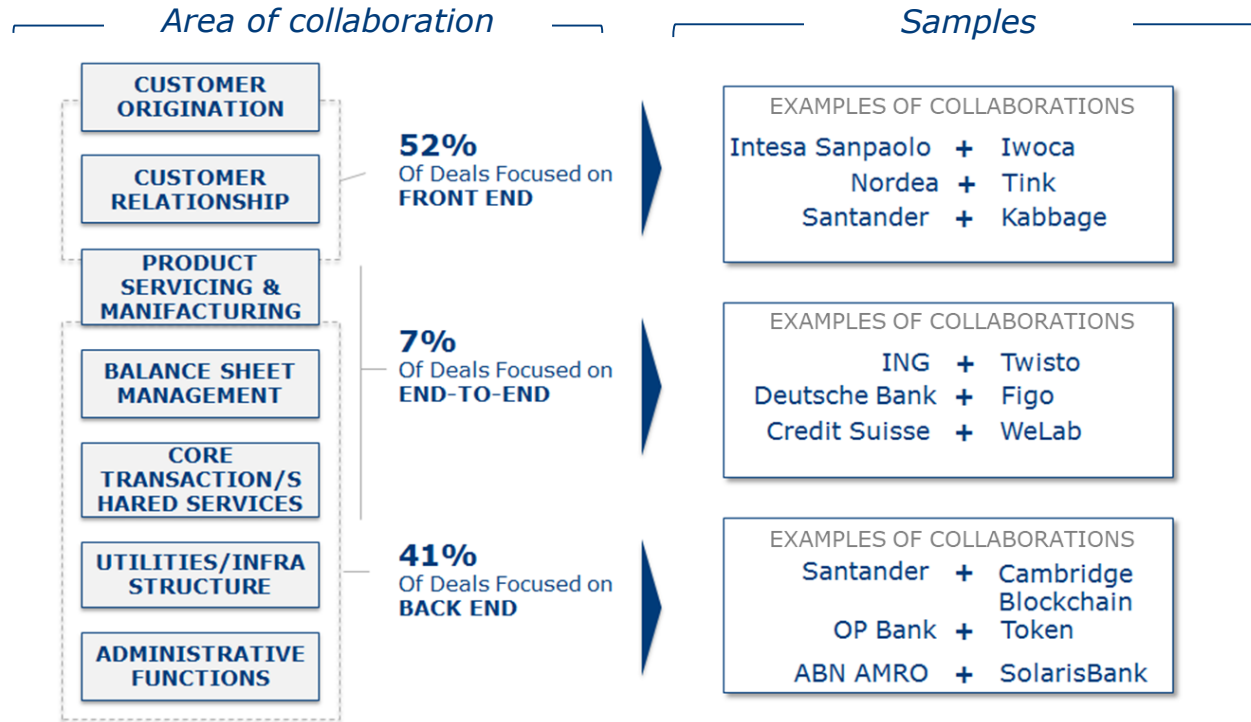 Area of collaboration
Samples
CUSTOMER
ORIGINATION
CUSTOMER
RELATIONSHIP
PRODUCT
SERVICING &
MANIFACTURING
BALANCE SHEET
MANAGEMENT
CORE
TRANSACTION/S
HARED SERVICES
UTILITIES/INFRA
STRUCTURE
ADMINISTRATIVE
FUNCTIONS
52%
Of Deals Focused on
FRONT END
7%
Of Deals Focused on
END-TO-END
41%
Of Deals Focused on
BACK END
EXAMPLES OF COLLABORATIONS
Intesa Sanpaolo + Iwoca
Nordea + Tink
Santander + Kabbage
EXAMPLES OF COLLABORATIONS
ING + Twisto
Deutsche Bank + Figo
Credit Suisse + WeLab
EXAMPLES OF COLLABORATIONS
Santander + Cambridge
Blockchain
OP Bank + Token
ABN AMRO + SolarisBank